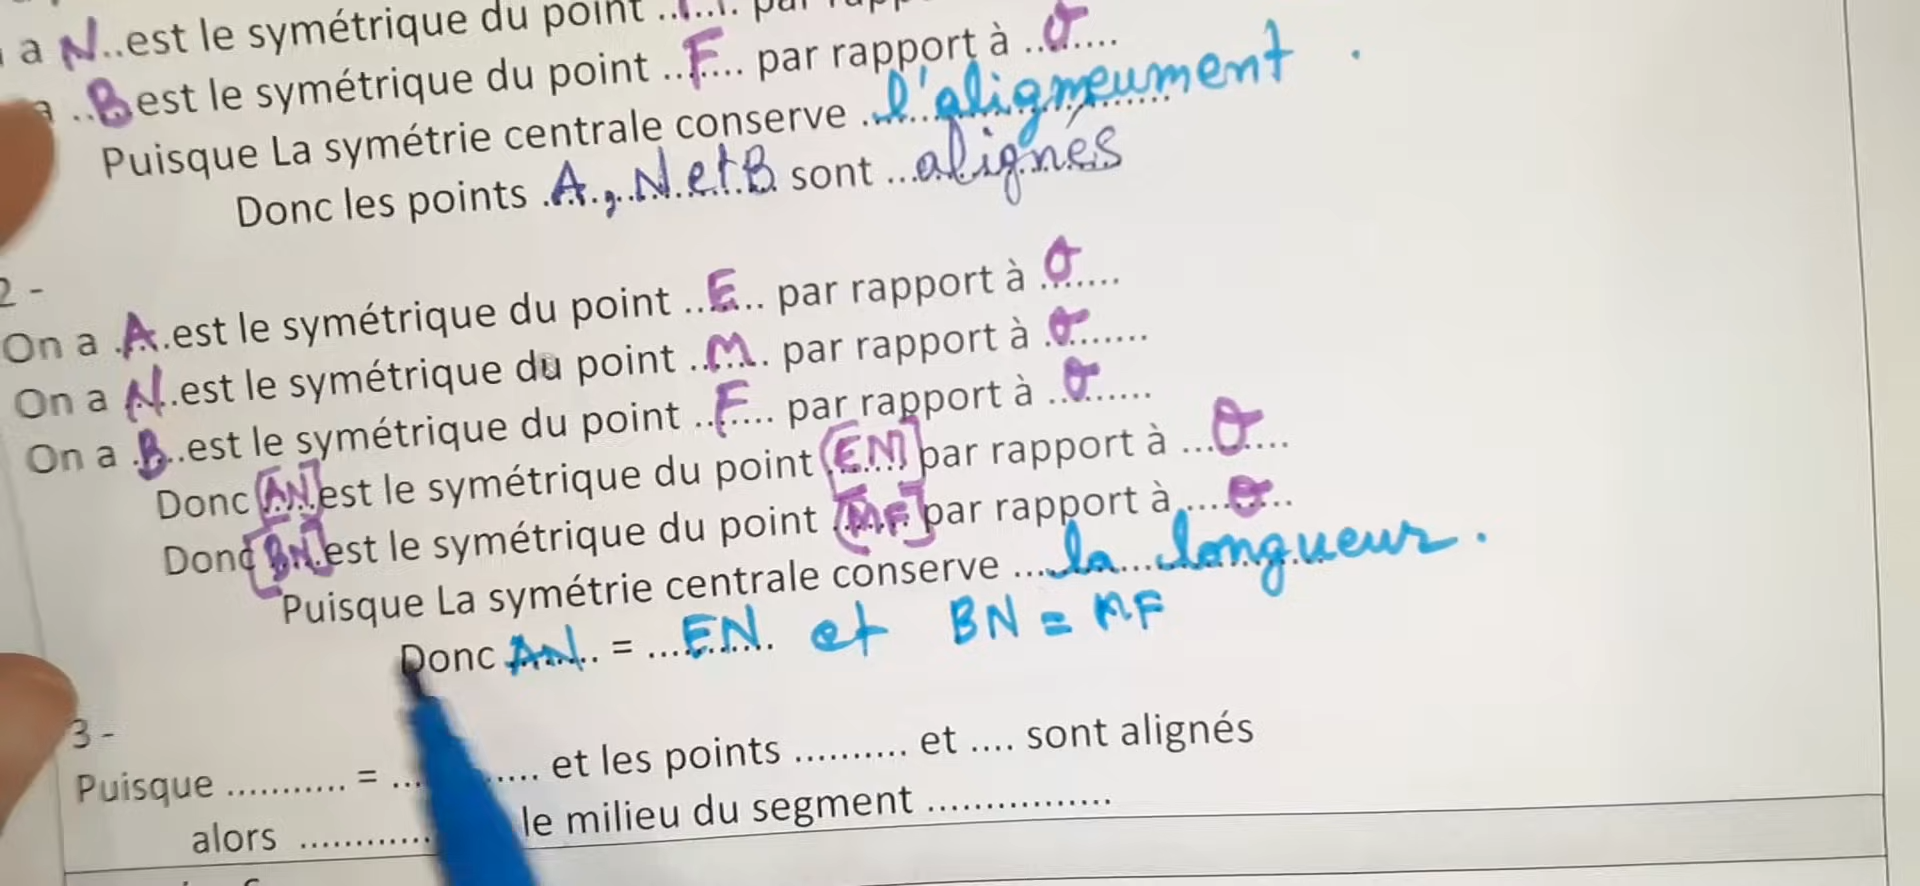 a N..est le symétrique du point .......
a ..Best le symétrique du point ..F.... par rapport à ..O.....
Puisque La symétrie centrale conserve ..l'aligneument.
Donc les points .A.,.N.et.B. sont ...alignés
2 -
On a .A.est le symétrique du point ..E... par rapport à .O.....
On a .N.est le symétrique du point ..M... par rapport à .O.......
On a .B..est le symétrique du point ..F.... par rapport à ..O......
Donc [AN]est le symétrique du point [EN] par rapport à ...O....
Donc [BN]est le symétrique du point [MF] par rapport à ....O...
Puisque La symétrie centrale conserve ...la longueur.
Donc AN.. = ...EN. et BN = MF
3 -
Puisque ........... = ............ et les points .......... et .... sont alignés
alors ............ le milieu du segment ................